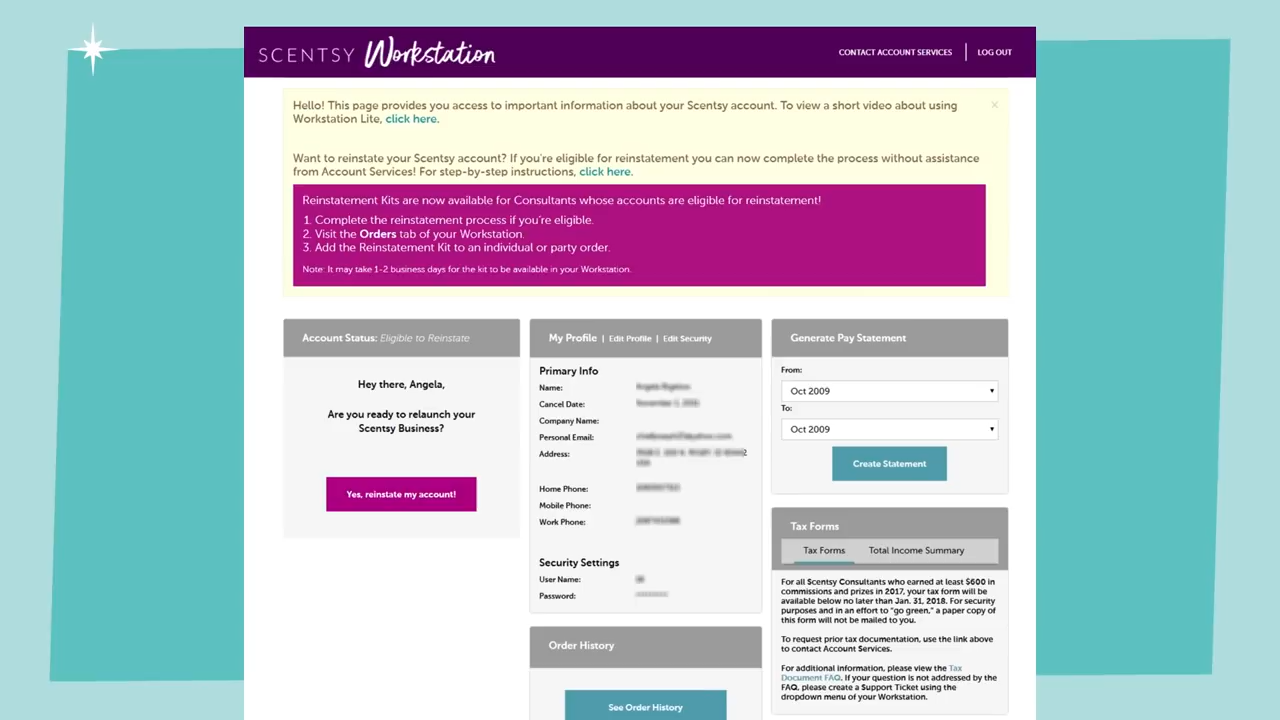 SCENTSY Workstation
CONTACT ACCOUNT SERVICES
LOG OUT
Hello! This page provides you access to important information about your Scentsy account. To view a short video about using
Workstation Lite, click here.
×
Want to reinstate your Scentsy account? If you're eligible for reinstatement you can now complete the process without assistance
from Account Services! For step-by-step instructions, click here.
Reinstatement Kits are now available for Consultants whose accounts are eligible for reinstatement!
1. Complete the reinstatement process if you're eligible.
2. Visit the Orders tab of your Workstation.
3. Add the Reinstatement Kit to an individual or party order.
Note: It may take 1-2 business days for the kit to be available in your Workstation.
Account Status: Eligible to Reinstate
Hey there, Angela,
Are you ready to relaunch your
Scentsy Business?
Yes, reinstate my account!
My Profile | Edit Profile | Edit Security
Primary Info
Name:
Cancel Date:
Company Name:
Personal Email:
Address:
Home Phone:
Mobile Phone:
Work Phone:
Security Settings
User Name:
Password:
Order History
See Order History
Generate Pay Statement
From:
Oct 2009
To:
Oct 2009
Create Statement
Tax Forms
Tax Forms
Total Income Summary
For all Scentsy Consultants who earned at least $600 in
commissions and prizes in 2017, your tax form will be
available below no later than Jan. 31, 2018. For security
purposes and in an effort to "go green," a paper copy of
this form will not be mailed to you.
To request prior tax documentation, use the link above
to contact Account Services.
For additional information, please view the Tax
Document FAQ. If your question is not addressed by the
FAQ, please create a Support Ticket using the
dropdown menu of your Workstation.